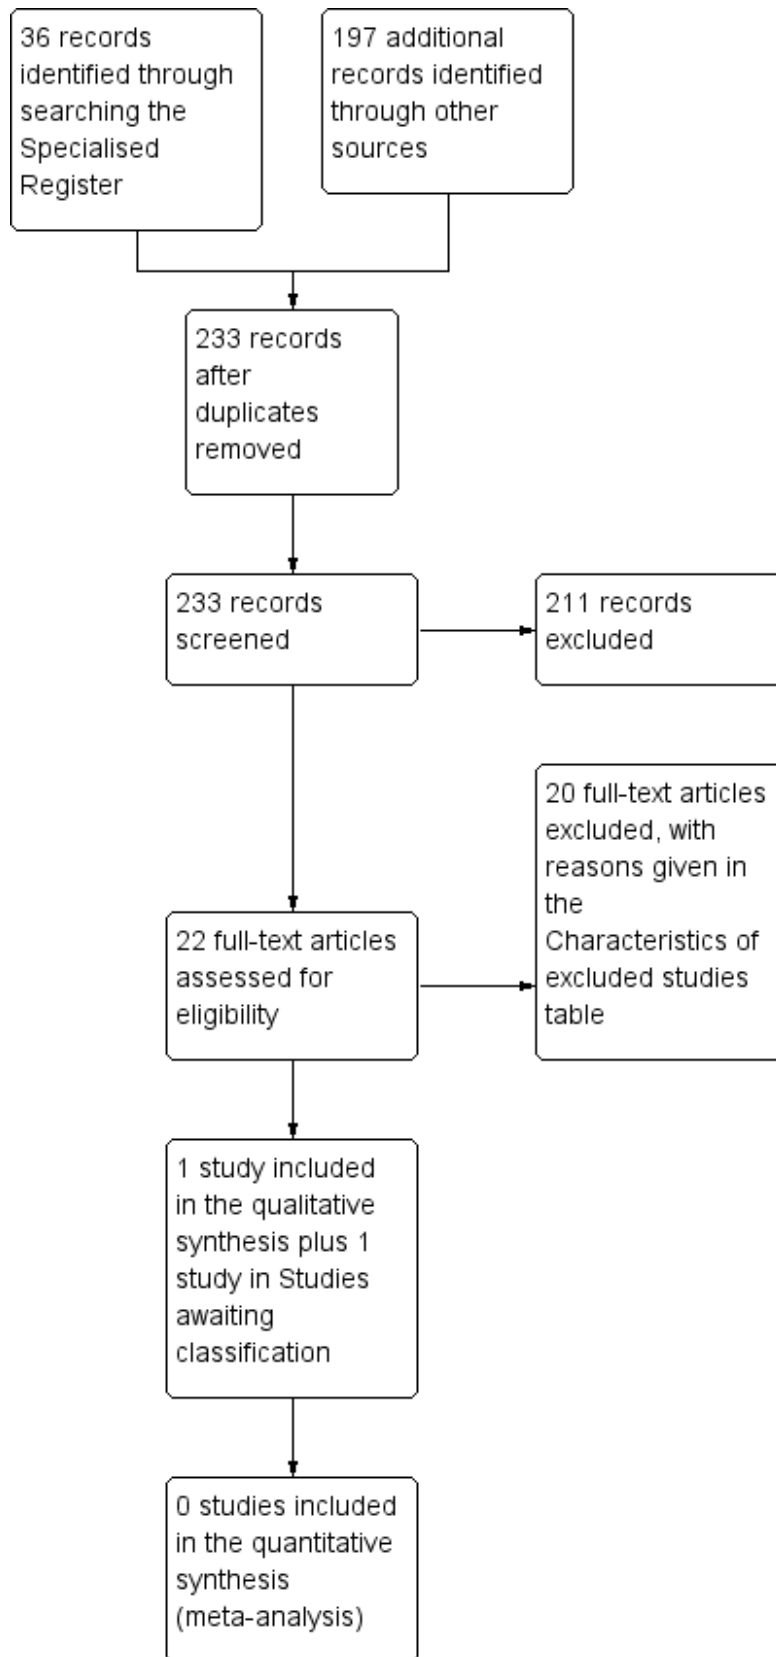 36 records
identified through
searching the
Specialised
Register
197 additional
records identified
through other
sources
233 records
after
duplicates
removed
233 records
screened
211 records
excluded
20 full-text articles
excluded, with
reasons given in
the
Characteristics of
excluded studies
table
22 full-text articles
assessed for
eligibility
1 study included
in the qualitative
synthesis plus 1
study in Studies
awaiting
classification
0 studies included
in the quantitative
synthesis
(meta-analysis)